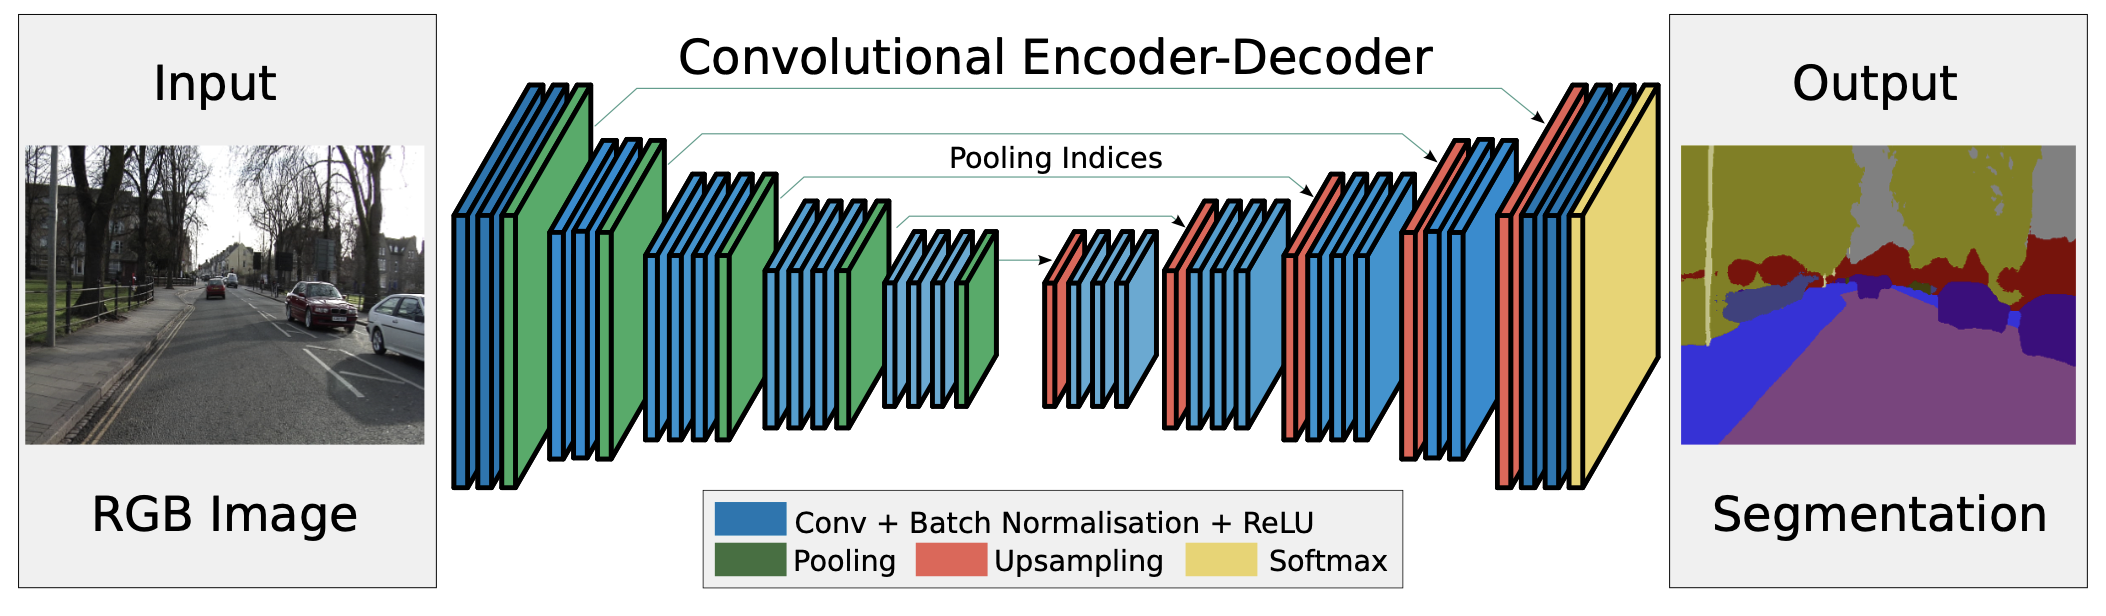 Input
RGB Image
Convolutional Encoder-Decoder
Pooling Indices
Conv + Batch Normalisation + ReLU
Pooling Upsampling Softmax
Output
Segmentation